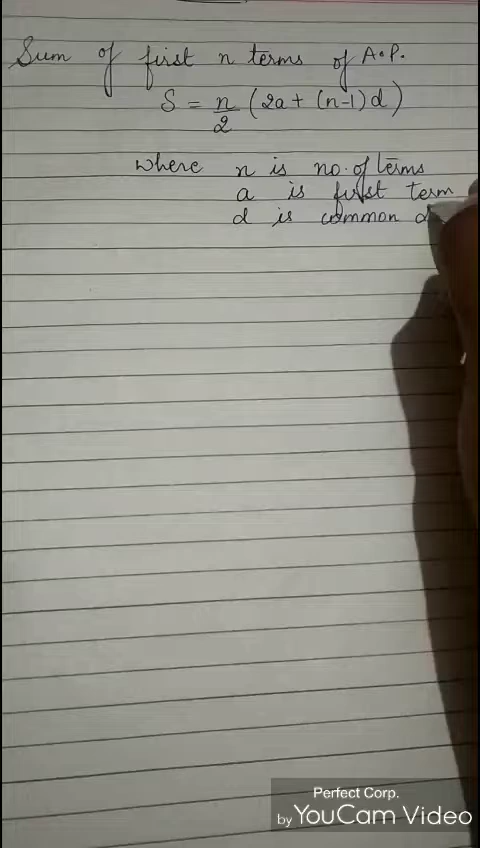 Sum of first n terms of A.P.
S = n/2 (2a + (n-1)d)
where n is no. of terms
a is first term
d is common d
Perfect Corp.
by YouCam Video